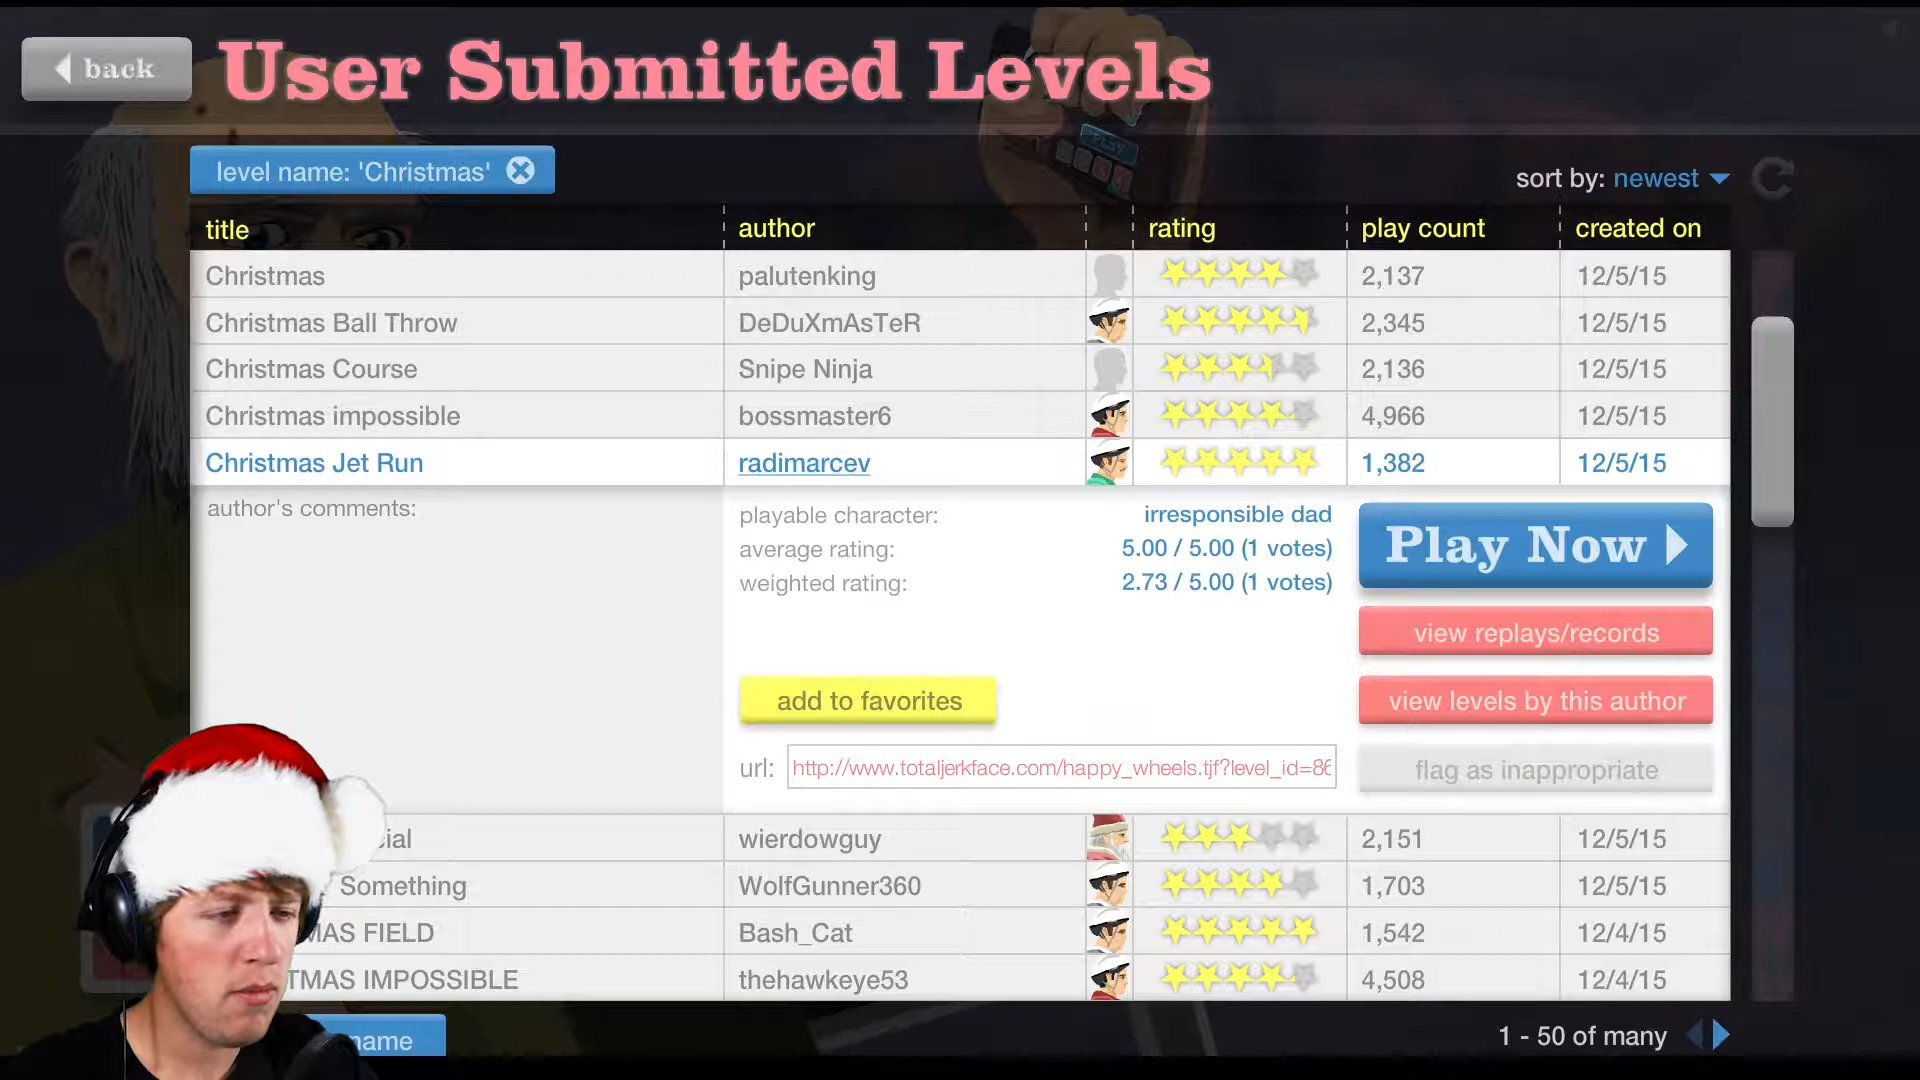 back
User Submitted Levels
level name: 'Christmas'
sort by: newest
title author rating play count created on
Christmas palutenking 2,137 12/5/15
Christmas Ball Throw DeDuXmAsTeR 2,345 12/5/15
Christmas Course Snipe Ninja 2,136 12/5/15
Christmas impossible bossmaster6 4,966 12/5/15
Christmas Jet Run radimarcev 1,382 12/5/15
author's comments:
playable character: irresponsible dad
average rating: 5.00 / 5.00 (1 votes)
weighted rating: 2.73 / 5.00 (1 votes)
Play Now
view replays/records
add to favorites
view levels by this author
url: http://www.totaljerkface.com/happy_wheels.tjf?level_id=86
flag as inappropriate
wierdowguy 2,151 12/5/15
Something WolfGunner360 1,703 12/5/15
MAS FIELD Bash_Cat 1,542 12/4/15
TMAS IMPOSSIBLE thehawkeye53 4,508 12/4/15
name
1 - 50 of many